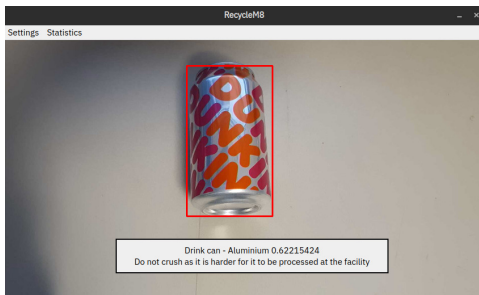 RecycleM8
Settings Statistics
DUNKIN
Drink can - Aluminium 0.62215424
Do not crush as it is harder for it to be processed at the facility